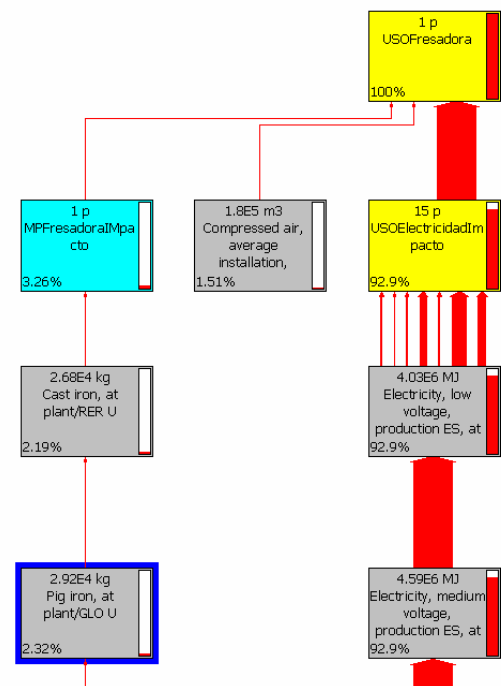 1 p
USOFresadora
100%
1 p
MPFresadoraIMpa
cto
3.26%
1.8E5 m3
Compressed air,
average
installation,
1.51%
15 p
USOElectricidadIm
pacto
92.9%
2.68E4 kg
Cast iron, at
plant/RER U
2.19%
4.03E6 MJ
Electricity, low
voltage,
production ES, at
92.9%
2.92E4 kg
Pig iron, at
plant/GLO U
2.32%
4.59E6 MJ
Electricity, medium
voltage,
production ES, at
92.9%